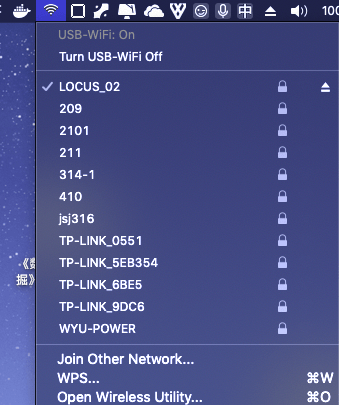 中 100
USB-WiFi: On
Turn USB-WiFi Off
LOCUS_02
209
2101
211
314-1
410
jsj316
TP-LINK_0551
TP-LINK_5EB354
TP-LINK_6BE5
TP-LINK_9DC6
WYU-POWER
掘》
Join Other Network...
WPS... ⌘W
Open Wireless Utility... ⌘O